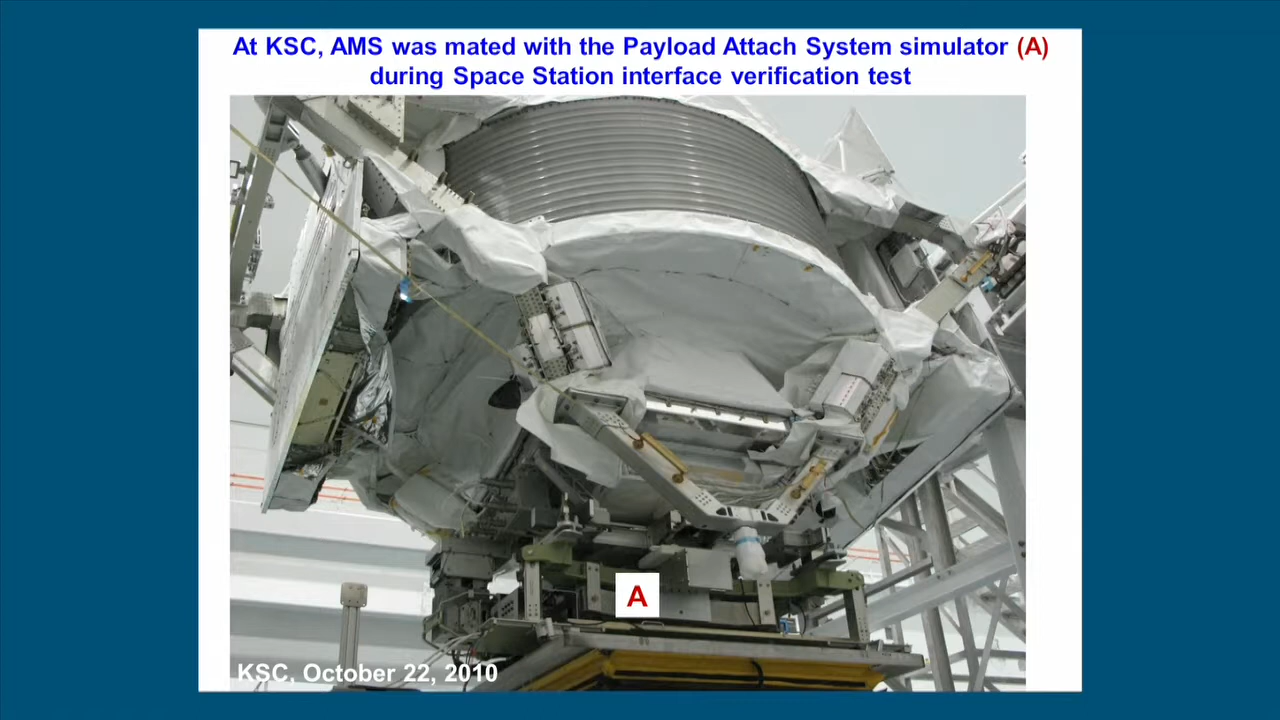 At KSC, AMS was mated with the Payload Attach System simulator (A)
during Space Station interface verification test
A
KSC, October 22, 2010